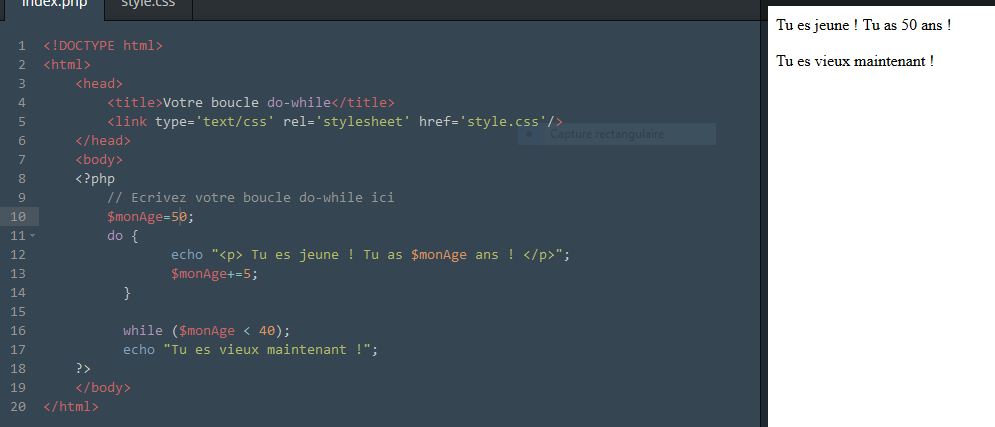 index.php style.css
1 <!DOCTYPE html>
2 <html>
3 <head>
4 <title>Votre boucle do-while</title>
5 <link type='text/css' rel='stylesheet' href='style.css'/>
Capture rectangulaire
6 </head>
7 <body>
8 <?php
9 // Ecrivez votre boucle do-while ici
10 $monAge=50;
11 do {
12 echo "<p> Tu es jeune ! Tu as $monAge ans ! </p>";
13 $monAge+=5;
14 }
15
16 while ($monAge < 40);
17 echo "Tu es vieux maintenant !";
18 ?>
19 </body>
20 </html>
Tu es jeune ! Tu as 50 ans !
Tu es vieux maintenant !